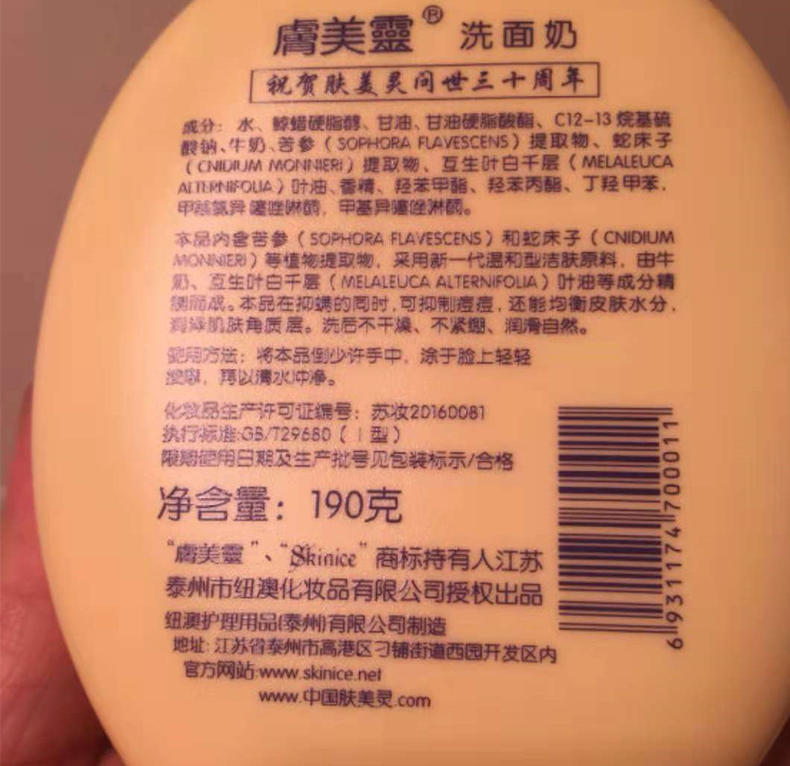 膚美靈® 洗面奶
祝贺肤美灵问世三十周年
成分：水、鲸蜡硬脂醇、甘油、甘油硬脂酸酯、C12-13烷基硫
酸钠、牛奶、苦参（SOPHORA FLAVESCENS）提取物、蛇床子
（CNIDIUM MONNIERI）提取物、互生叶白千层（MELALEUCA
ALTERNIFOLIA）叶油、香精、羟苯甲酯、羟苯丙酯、丁羟甲苯，
甲基氯异噻唑啉酮，甲基异噻唑啉酮。
本品内含苦参（SOPHORA FLAVESCENS）和蛇床子（CNIDIUM
MONNIERI）等植物提取物，采用新一代温和型洁肤原料，由牛
奶、互生叶白千层（MELALEUCA ALTERNIFOLIA）叶油等成分精
制而成。本品在抑螨的同时，可抑制痘痘，还能均衡皮肤水分，
润泽肌肤角质层。洗后不干燥、不紧绷、润滑自然。
使用方法：将本品倒少许手中，涂于脸上轻轻
按摩，再以清水冲净。
化妆品生产许可证编号：苏妆20160081
执行标准:GB/T29680（Ⅰ型）
限期使用日期及生产批号见包装标示/合格
净含量：190克
“膚美靈”、“Skinice”商标持有人江苏
泰州市纽澳化妆品有限公司授权出品
纽澳护理用品(泰州)有限公司制造
地址：江苏省泰州市高港区刁铺街道西园开发区内
官方网站:www.skinice.net
www.中国肤美灵.com
6931174700011